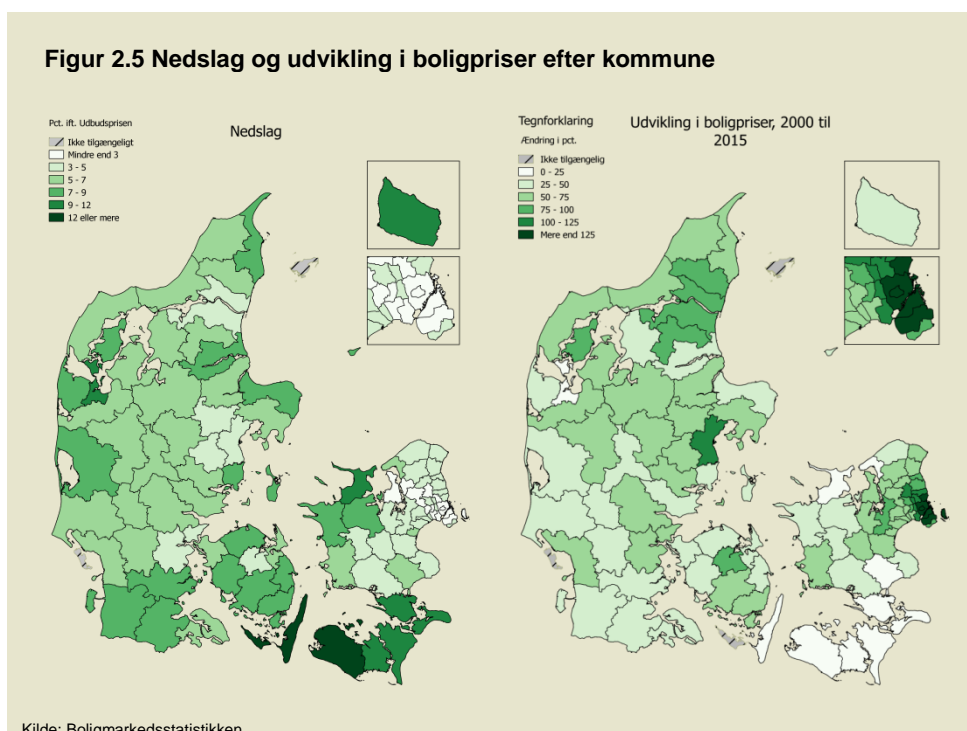 Figur 2.5 Nedslag og udvikling i boligpriser efter kommune
Pct. ift. Udbudsprisen
Nedslag
Ikke tilgængeligt
Mindre end 3
3 - 5
5 - 7
7 - 9
9 - 12
12 eller mere
Tegnforklaring
Udvikling i boligpriser, 2000 til
2015
Ændring i pct.
Ikke tilgængelig
0 - 25
25 - 50
50 - 75
75 - 100
100 - 125
Mere end 125
Kilde: Boligmarkedsstatistikken